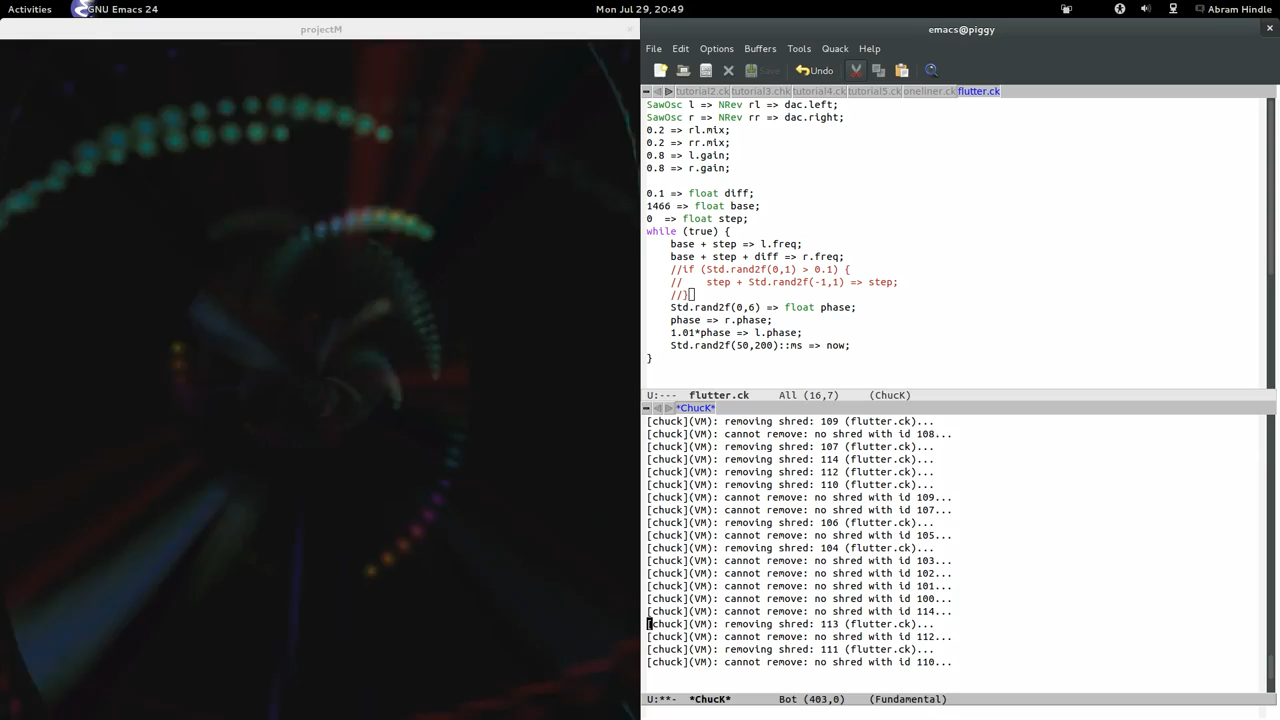 Activities GNU Emacs 24 Mon Jul 29, 20:49 Abram Hindle
projectM
emacs@piggy
File Edit Options Buffers Tools Quack Help
Save Undo
tutorial2.ck tutorial3.chk tutorial4.ck tutorial5.ck oneliner.ck flutter.ck
SawOsc l => NRev rl => dac.left;
SawOsc r => NRev rr => dac.right;
0.2 => rl.mix;
0.2 => rr.mix;
0.8 => l.gain;
0.8 => r.gain;
0.1 => float diff;
1466 => float base;
0  => float step;
while (true) {
    base + step => l.freq;
    base + step + diff => r.freq;
    //if (Std.rand2f(0,1) > 0.1) {
    //    step + Std.rand2f(-1,1) => step;
    //}
    Std.rand2f(0,6) => float phase;
    phase => r.phase;
    1.01*phase => l.phase;
    Std.rand2f(50,200)::ms => now;
}
U:--- flutter.ck All (16,7) (ChucK)
*ChucK*
[chuck](VM): removing shred: 109 (flutter.ck)...
[chuck](VM): cannot remove: no shred with id 108...
[chuck](VM): removing shred: 107 (flutter.ck)...
[chuck](VM): removing shred: 114 (flutter.ck)...
[chuck](VM): removing shred: 112 (flutter.ck)...
[chuck](VM): removing shred: 110 (flutter.ck)...
[chuck](VM): cannot remove: no shred with id 109...
[chuck](VM): cannot remove: no shred with id 107...
[chuck](VM): removing shred: 106 (flutter.ck)...
[chuck](VM): cannot remove: no shred with id 105...
[chuck](VM): removing shred: 104 (flutter.ck)...
[chuck](VM): cannot remove: no shred with id 103...
[chuck](VM): cannot remove: no shred with id 102...
[chuck](VM): cannot remove: no shred with id 101...
[chuck](VM): cannot remove: no shred with id 100...
[chuck](VM): cannot remove: no shred with id 114...
[chuck](VM): removing shred: 113 (flutter.ck)...
[chuck](VM): cannot remove: no shred with id 112...
[chuck](VM): removing shred: 111 (flutter.ck)...
[chuck](VM): cannot remove: no shred with id 110...
U:**- *ChucK* Bot (403,0) (Fundamental)